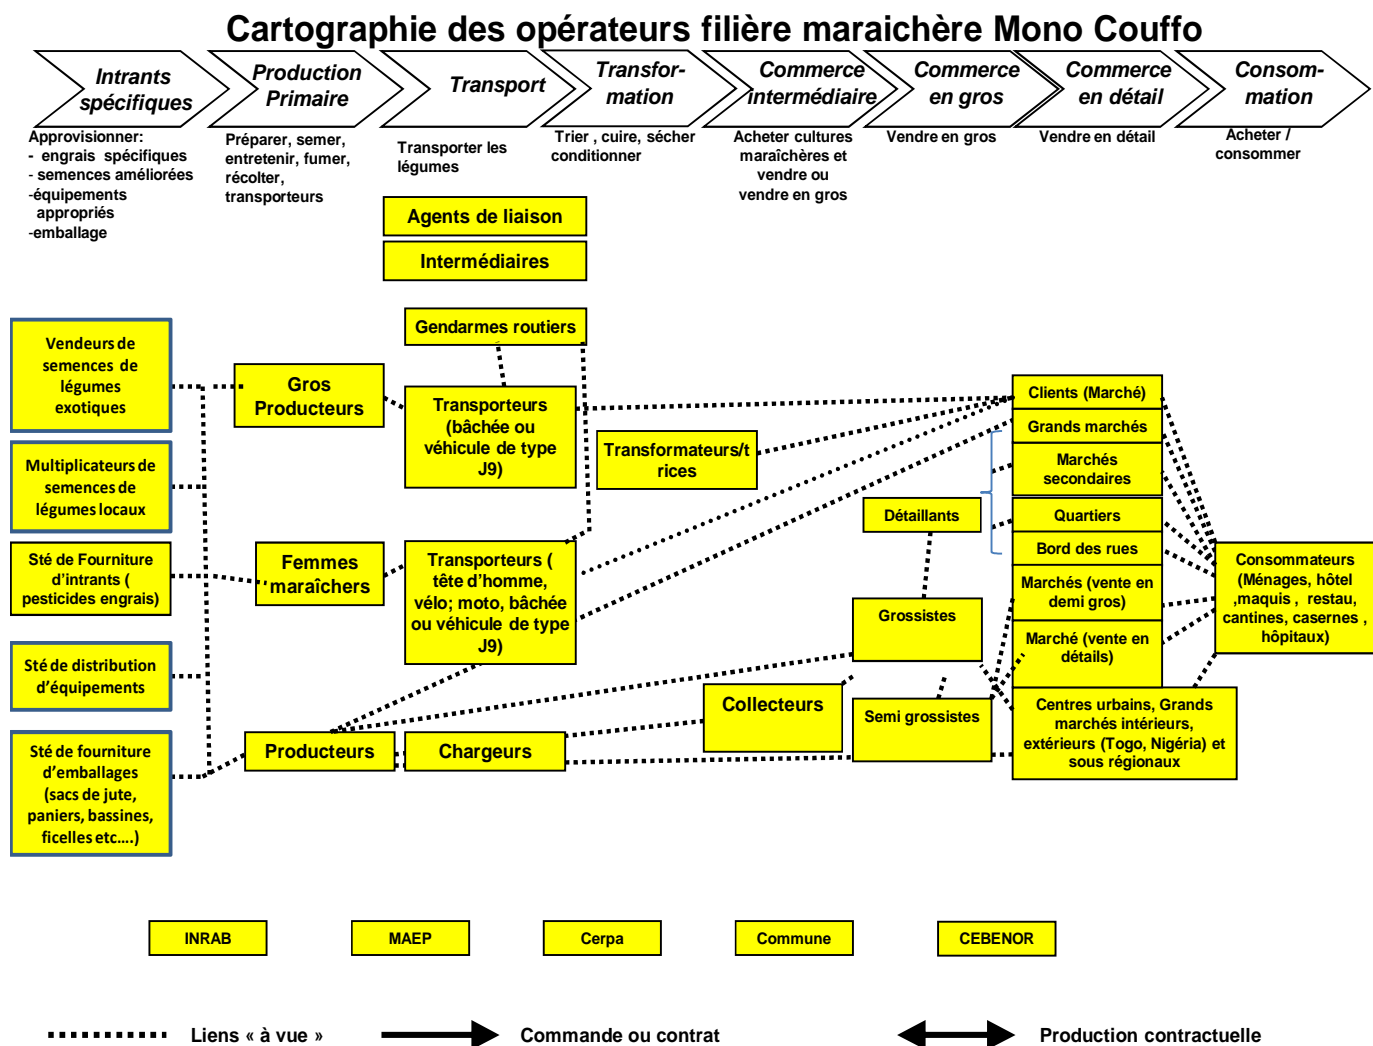 Cartographie des opérateurs filière maraichère Mono Couffo
Intrants
spécifiques
Production
Primaire
Transport
Transfor-
mation
Commerce
intermédiaire
Commerce
en gros
Commerce
en détail
Consom-
mation
Approvisionner:
- engrais spécifiques
- semences améliorées
-équipements
appropriés
-emballage
Préparer, semer,
entretenir, fumer,
récolter,
transporteurs
Transporter les
légumes
Trier , cuire, sécher
conditionner
Acheter cultures
maraîchères et
vendre ou
vendre en gros
Vendre en gros
Vendre en détail
Acheter /
consommer
Agents de liaison
Intermédiaires
Gendarmes routiers
Vendeurs de
semences de
légumes
exotiques
Gros
Producteurs
Transporteurs
(bâchée ou
véhicule de type
J9)
Transformateurs/t
rices
Clients (Marché)
Grands marchés
Marchés
secondaires
Multiplicateurs de
semences de
légumes locaux
Détaillants
Quartiers
Bord des rues
Sté de Fourniture
d'intrants (
pesticides engrais)
Femmes
maraîchers
Transporteurs (
tête d'homme,
vélo; moto, bâchée
ou véhicule de type
J9)
Grossistes
Marchés (vente en
demi gros)
Marché (vente en
détails)
Consommateurs
(Ménages, hôtel
,maquis , restau,
cantines, casernes ,
hôpitaux)
Sté de distribution
d'équipements
Collecteurs
Semi grossistes
Centres urbains, Grands
marchés intérieurs,
extérieurs (Togo, Nigéria) et
sous régionaux
Sté de fourniture
d'emballages
(sacs de jute,
paniers, bassines,
ficelles etc....)
Producteurs
Chargeurs
INRAB
MAEP
Cerpa
Commune
CEBENOR
Liens « à vue »
Commande ou contrat
Production contractuelle